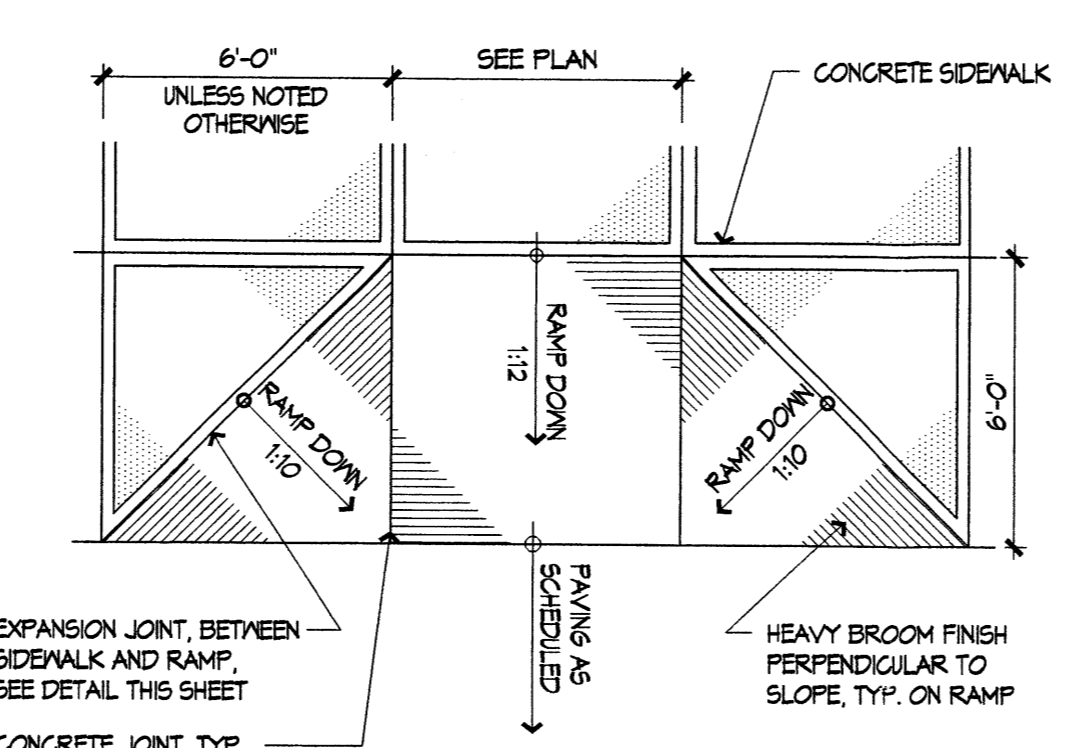 6'-0"
UNLESS NOTED
OTHERWISE
SEE PLAN
CONCRETE SIDEWALK
RAMP DOWN
1:12
RAMP DOWN
1:10
RAMP DOWN
1:10
6'-0"
EXPANSION JOINT, BETWEEN
SIDEWALK AND RAMP,
SEE DETAIL THIS SHEET
PAVING AS
SCHEDULED
HEAVY BROOM FINISH
PERPENDICULAR TO
SLOPE, TYP. ON RAMP
CONCRETE JOINT, TYP.